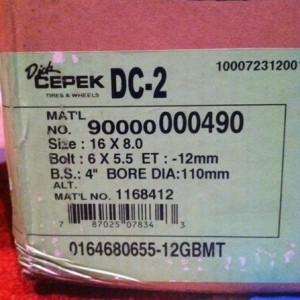 Dick
CEPEK
TIRES & WHEELS
DC-2
10007231200
MAT'L
NO. 90000000490
Size : 16 X 8.0
Bolt : 6 X 5.5 ET : -12mm
B.S.: 4" BORE DIA:110mm
ALT.
MAT'L NO. 1168412
7 87025 07834 3
0164680655-12GBMT